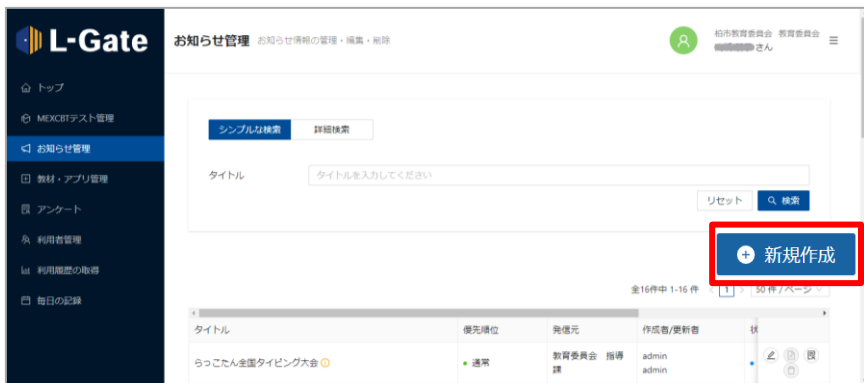 L-Gate
お知らせ管理 お知らせ情報の管理・編集・削除
柏市教育委員会 教育委員会
さん
トップ
MEXCBTテスト管理
お知らせ管理
教材・アプリ管理
アンケート
利用者管理
利用履歴の取得
毎日の記録
シンプルな検索 詳細検索
タイトル タイトルを入力してください
リセット 検索
新規作成
全16件中 1-16 件 < 1 > 50 件 / ページ
タイトル 優先順位 発信元 作成者/更新者
らっこたん全国タイピング大会 通常 教育委員会 指導課 admin
admin